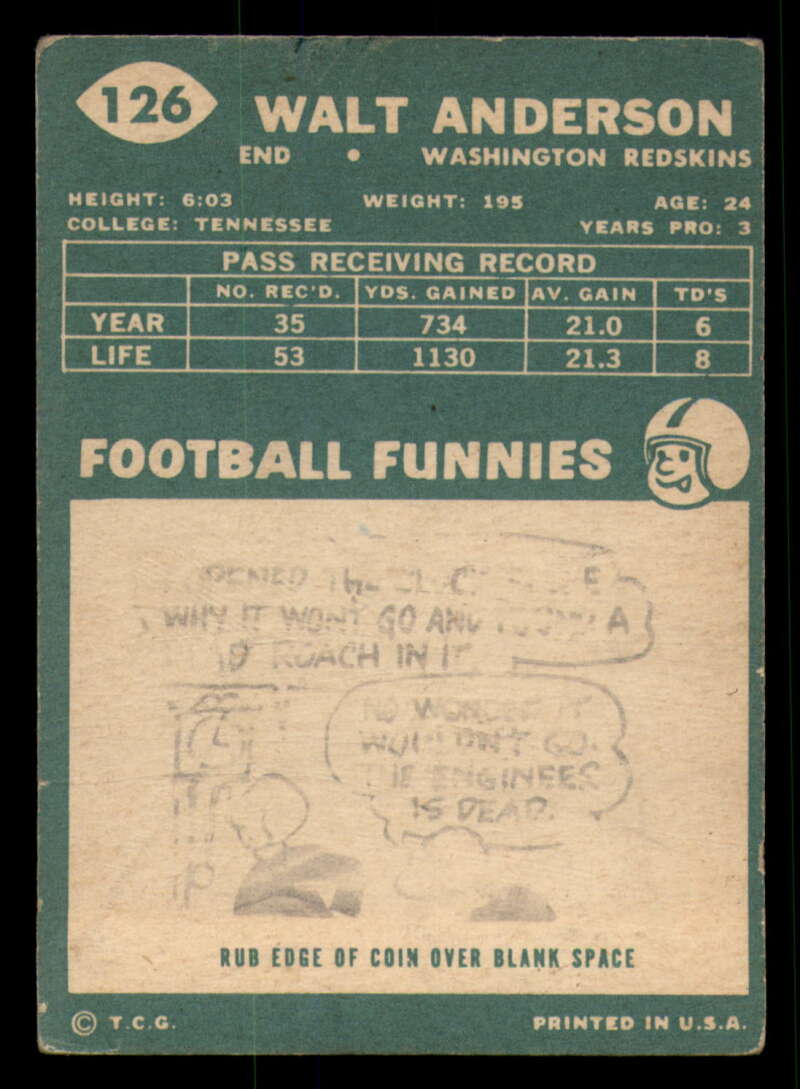 126
WALT ANDERSON
END • WASHINGTON REDSKINS
HEIGHT: 6:03 WEIGHT: 195 AGE: 24
COLLEGE: TENNESSEE YEARS PRO: 3
PASS RECEIVING RECORD
NO. REC'D. YDS. GAINED AV. GAIN TD'S
YEAR 35 734 21.0 6
LIFE 53 1130 21.3 8
FOOTBALL FUNNIES
THE
WHY IT WONT GO AND A
ROACH IN IT.
NO WONDER IT
WOULDN'T GO.
THE ENGINEER
IS DEAD.
RUB EDGE OF COIN OVER BLANK SPACE
© T.C.G. PRINTED IN U.S.A.